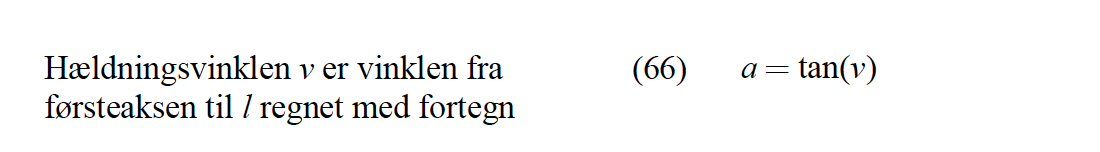 Hældningsvinklen v er vinklen fra (66) a = tan(v)
førsteaksen til l regnet med fortegn